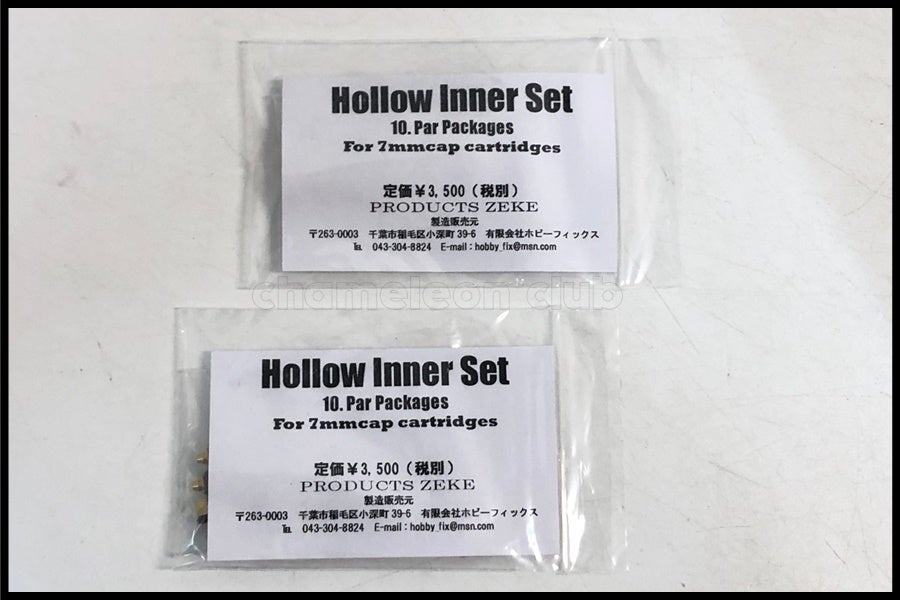 Hollow Inner Set
10. Par Packages
For 7mmcap cartridges
定価¥3,500（税別）
PRODUCTS ZEKE
製造販売元
〒263-0003 千葉市稲毛区小深町39-6 有限会社ホビーフィックス
℡ 043-304-8824 E-mail：hobby_fix@msn.com
chameleon club
Hollow Inner Set
10. Par Packages
For 7mmcap cartridges
定価¥3,500（税別）
PRODUCTS ZEKE
製造販売元
〒263-0003 千葉市稲毛区小深町39-6 有限会社ホビーフィックス
℡ 043-304-8824 E-mail：hobby_fix@msn.com